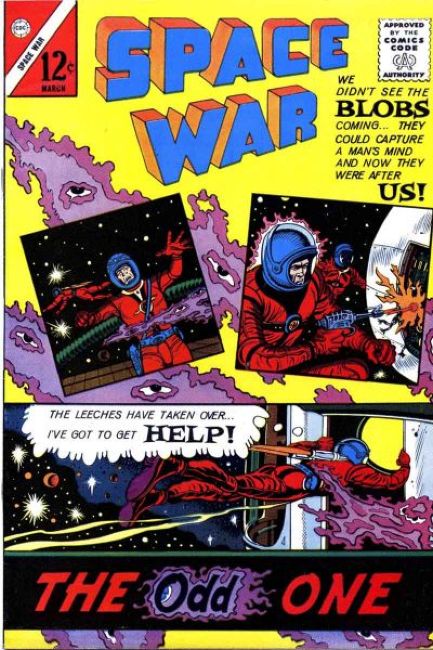 CDC
SPACE WAR
12¢
MARCH
SPACE
WAR
APPROVED
BY THE
COMICS
CODE
CA
AUTHORITY
WE
DIDN'T SEE THE
BLOBS
COMING... THEY
COULD CAPTURE
A MAN'S MIND
AND NOW THEY
WERE AFTER
US!
THE LEECHES HAVE TAKEN OVER...
I'VE GOT TO GET HELP!
THE Odd ONE